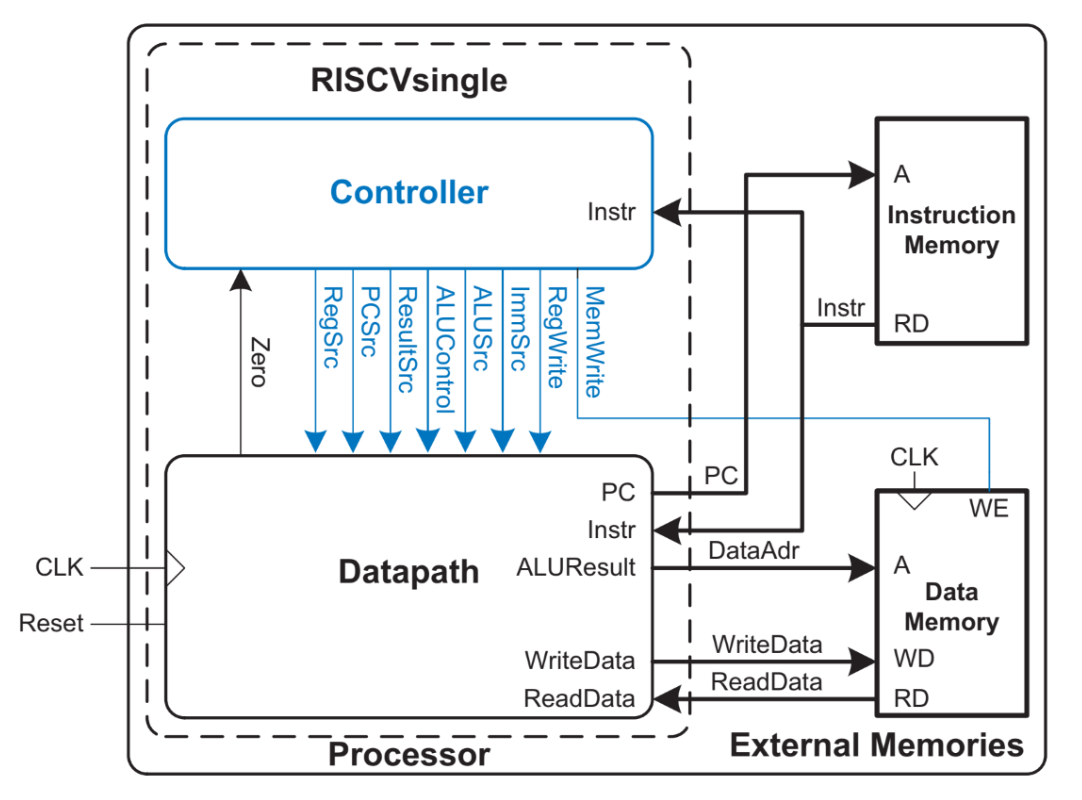 RISCVsingle
Controller
Instr
A
Instruction
Memory
Instr
RD
Zero
RegSrc
PCSrc
ResultSrc
ALUControl
ALUSrc
ImmSrc
RegWrite
MemWrite
CLK
WE
PC
PC
Instr
CLK
Datapath
ALUResult
DataAdr
A
Data
Memory
Reset
WriteData
WriteData
WD
ReadData
ReadData
RD
Processor
External Memories